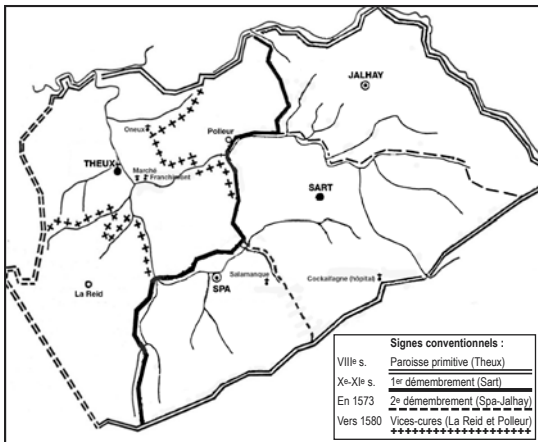 JALHAY
Oneux
Polleur
THEUX
Marché
Franchimont
SART
La Reid
SPA
Salamanque
Cockaifagne (hôpital)
Signes conventionnels :
VIIIe s. Paroisse primitive (Theux)
Xe-XIe s. 1er démembrement (Sart)
En 1573 2e démembrement (Spa-Jalhay)
Vers 1580 Vices-cures (La Reid et Polleur)